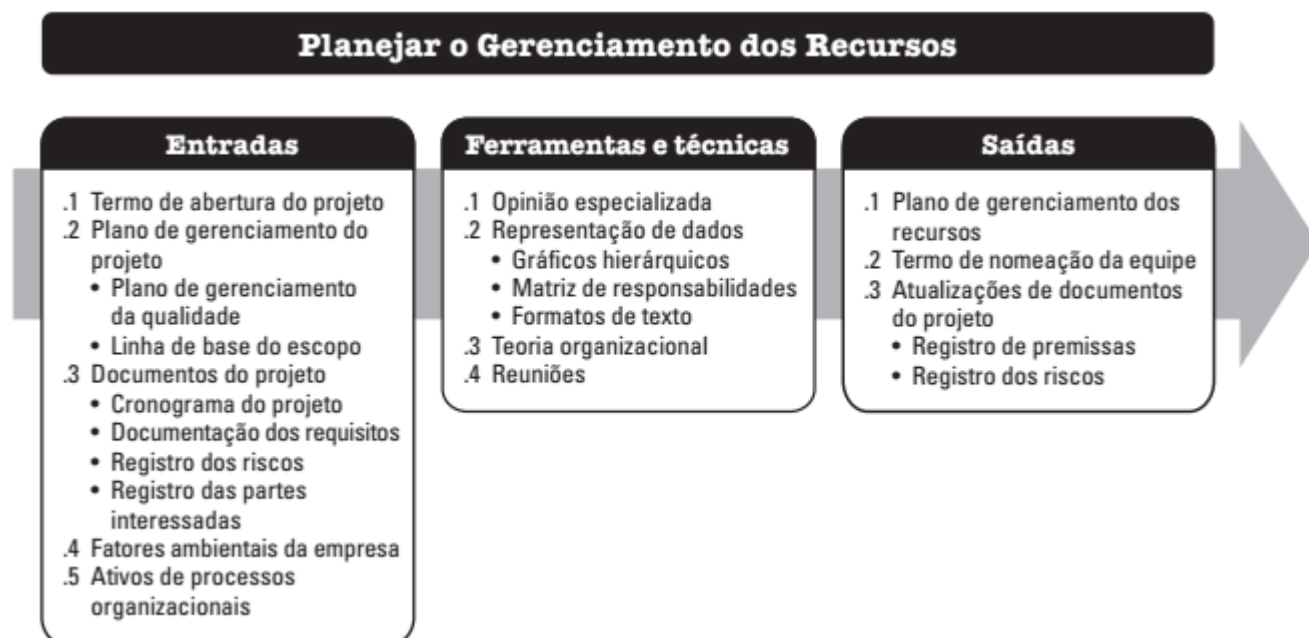 Planejar o Gerenciamento dos Recursos
Entradas
.1 Termo de abertura do projeto
.2 Plano de gerenciamento do
projeto
• Plano de gerenciamento
da qualidade
• Linha de base do escopo
.3 Documentos do projeto
• Cronograma do projeto
• Documentação dos requisitos
• Registro dos riscos
• Registro das partes
interessadas
.4 Fatores ambientais da empresa
.5 Ativos de processos
organizacionais
Ferramentas e técnicas
.1 Opinião especializada
.2 Representação de dados
• Gráficos hierárquicos
• Matriz de responsabilidades
• Formatos de texto
.3 Teoria organizacional
.4 Reuniões
Saídas
.1 Plano de gerenciamento dos
recursos
.2 Termo de nomeação da equipe
.3 Atualizações de documentos
do projeto
• Registro de premissas
• Registro dos riscos